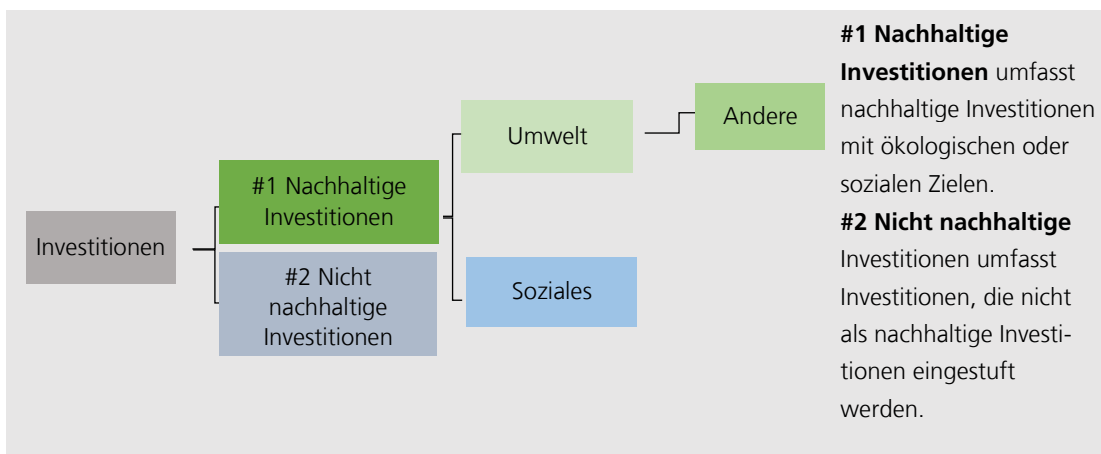 Investitionen
#1 Nachhaltige
Investitionen
#2 Nicht
nachhaltige
Investitionen
Umwelt
Soziales
Andere
#1 Nachhaltige
Investitionen umfasst
nachhaltige Investitionen
mit ökologischen oder
sozialen Zielen.
#2 Nicht nachhaltige
Investitionen umfasst
Investitionen, die nicht
als nachhaltige Investi-
tionen eingestuft
werden.